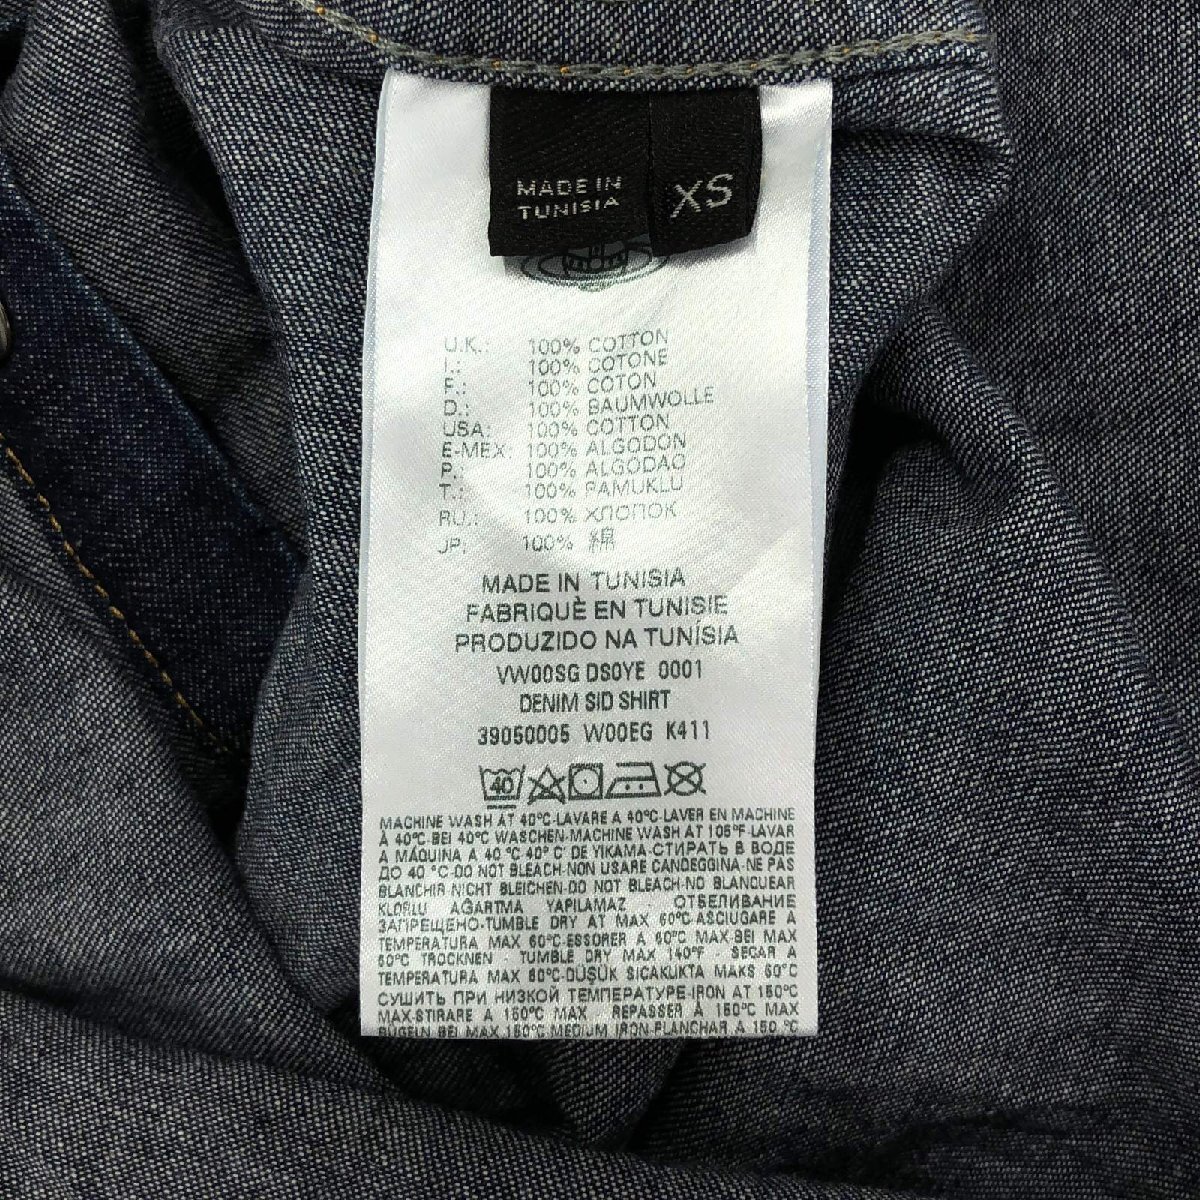 MADE IN
TUNISIA
XS
U.K.: 100% COTTON
I.: 100% COTONE
F.: 100% COTON
D.: 100% BAUMWOLLE
USA: 100% COTTON
E-MEX: 100% ALGODON
P.: 100% ALGODAO
T.: 100% PAMUKLU
RU.: 100% ХЛОПОК
JP: 100% 綿
MADE IN TUNISIA
FABRIQUÈ EN TUNISIE
PRODUZIDO NA TUNÍSIA
VW00SG DS0YE 0001
DENIM SID SHIRT
39050005 W00EG K411
40
MACHINE WASH AT 40°C-LAVARE A 40°C-LAVER EN MACHINE
À 40°C-BEI 40°C WASCHEN-MACHINE WASH AT 106°F-LAVAR
A MÁQUINA A 40 °C 40° C' DE YIKAMA-СТИРАТЬ В ВОДЕ
ДО 40 °C-DO NOT BLEACH-NON USARE CANDEGGINA-NE PAS
BLANCHIR-NICHT BLEICHEN-DO NOT BLEACH-NO BLANQUEAR
KLORLU AĞARTMA YAPILAMAZ - ОТБЕЛИВАНИЕ
ЗАПРЕЩЕНО-TUMBLE DRY AT MAX 60°C-ASCIUGARE A
TEMPERATURA MAX 60°C-ESSORER À 60°C MAX-BEI MAX
60°C TROCKNEN - TUMBLE DRY MAX 140°F - SECAR A
TEMPERATURA MAX 60°C-DÜŞÜK SICAKLIKTA MAKS 60°C
СУШИТЬ ПРИ НИЗКОЙ ТЕМПЕРАТУРЕ-IRON AT 150°C
MAX-STIRARE A 150°C MAX REPASSER À 150°C MAX
BÜGELN BEI MAX 150°C-MEDIUM IRON-PLANCHAR A 150 °C